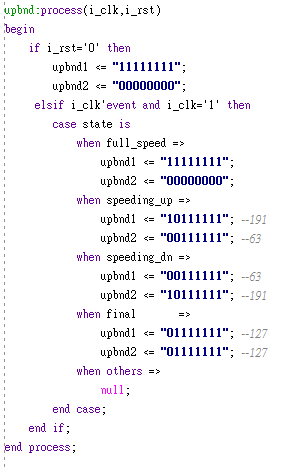 upbnd:process(i_clk,i_rst)
begin
    if i_rst='0' then
        upbnd1 <= "11111111";
        upbnd2 <= "00000000";
     elsif i_clk'event and i_clk='1' then
        case state is
            when full_speed =>
                upbnd1 <= "11111111";
                upbnd2 <= "00000000";
            when speeding_up =>
                upbnd1 <= "10111111"; --191
                upbnd2 <= "00111111"; --63
            when speeding_dn =>
                upbnd1 <= "00111111"; --63
                upbnd2 <= "10111111"; --191
            when final      =>
                upbnd1 <= "01111111"; --127
                upbnd2 <= "01111111"; --127
            when others =>
                null;
        end case;
    end if;
end process;